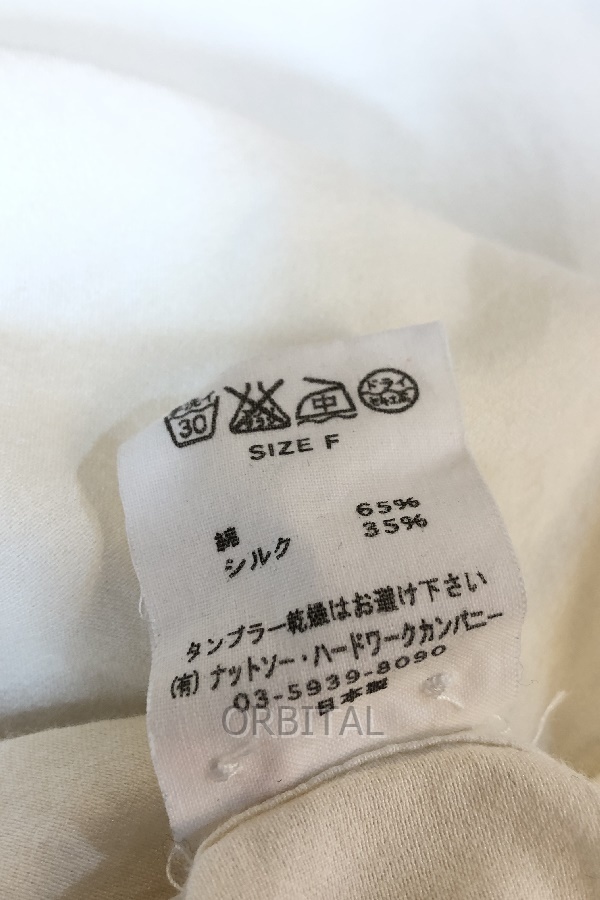 30 中 ドライ
SIZE F
綿 65%
シルク 35%
タンブラー乾燥はお避け下さい
(有)ナットソー・ハードワークカンパニー
03-5939-8090
日本製
ORBITAL